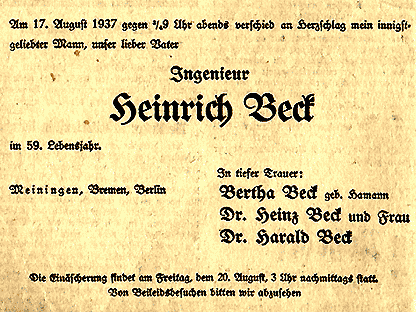 Am 17. August 1937 gegen ³/₄9 Uhr abends verschied an Herzschlag mein innigst-
geliebter Mann, unser lieber Vater
Ingenieur
Heinrich Beck
im 59. Lebensjahr.
In tiefer Trauer:
Meiningen, Bremen, Berlin
Bertha Beck geb. Hamann
Dr. Heinz Beck und Frau
Dr. Harald Beck
Die Einäscherung findet am Freitag, dem 20. August, 3 Uhr nachmittags statt.
Von Beileidsbesuchen bitten wir abzusehen